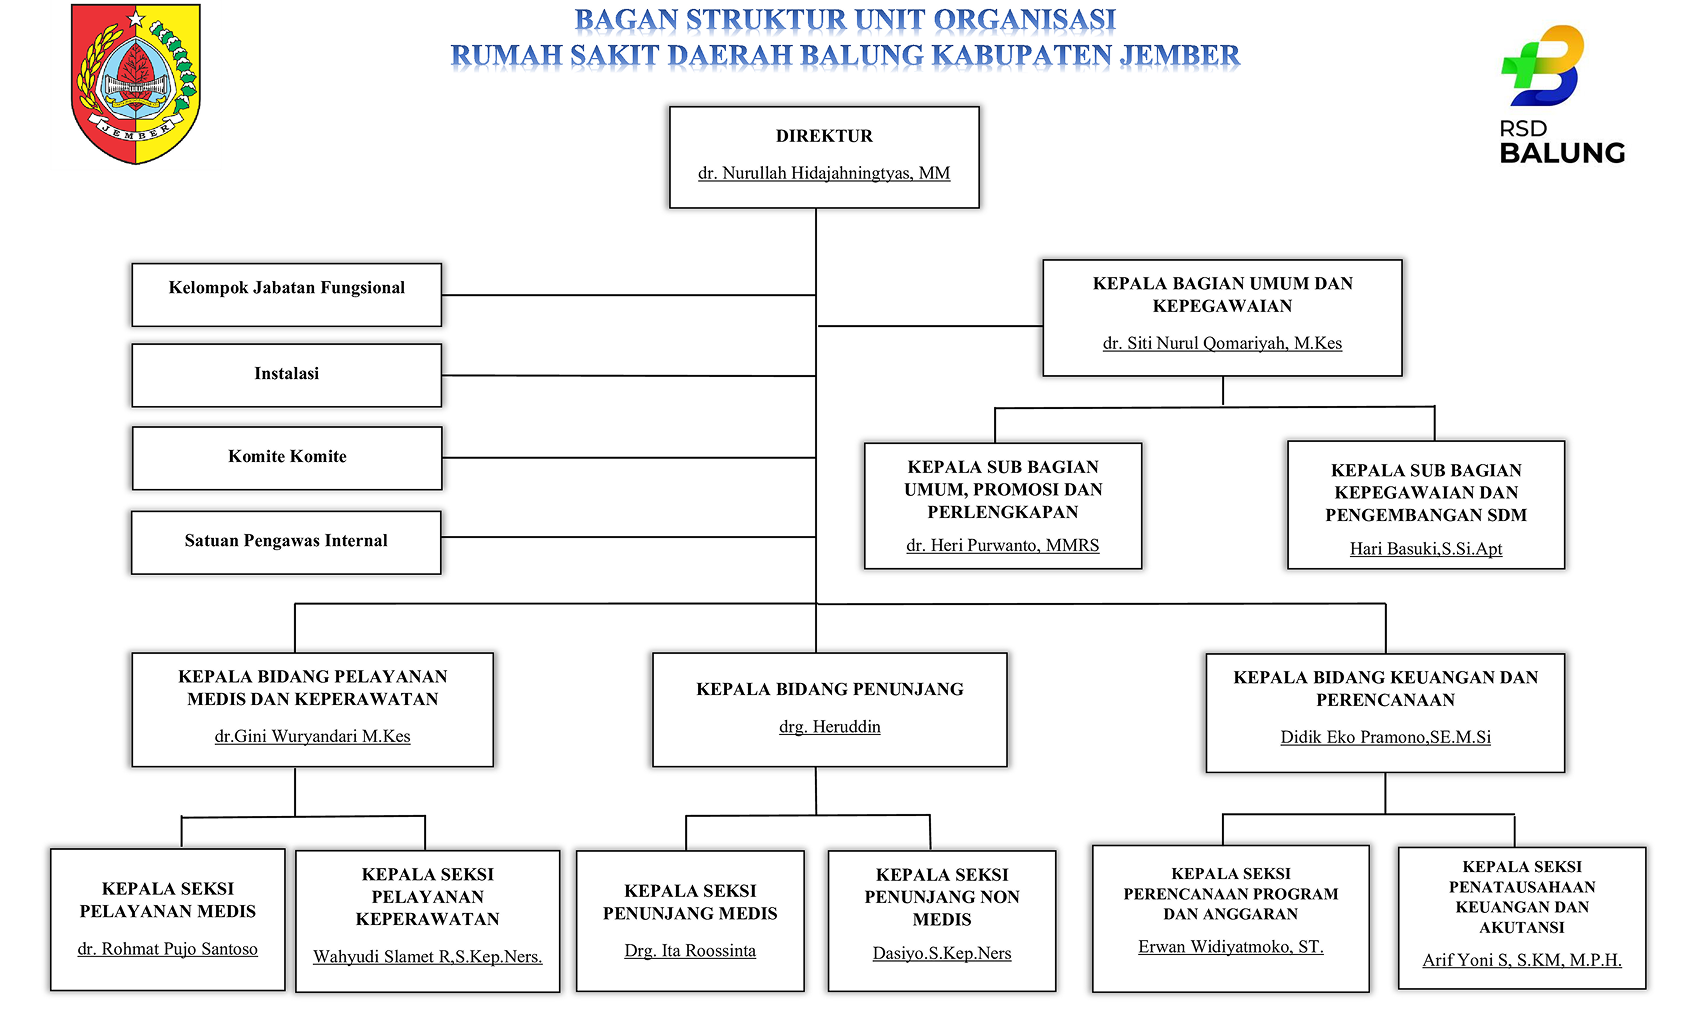 BAGAN STRUKTUR UNIT ORGANISASI
RUMAH SAKIT DAERAH BALUNG KABUPATEN JEMBER
JEMBER
RSD
BALUNG
DIREKTUR
dr. Nurullah Hidajahningtyas, MM
Kelompok Jabatan Fungsional
Instalasi
Komite Komite
Satuan Pengawas Internal
KEPALA BAGIAN UMUM DAN
KEPEGAWAIAN
dr. Siti Nurul Qomariyah, M.Kes
KEPALA SUB BAGIAN
UMUM, PROMOSI DAN
PERLENGKAPAN
dr. Heri Purwanto, MMRS
KEPALA SUB BAGIAN
KEPEGAWAIAN DAN
PENGEMBANGAN SDM
Hari Basuki,S.Si.Apt
KEPALA BIDANG PELAYANAN
MEDIS DAN KEPERAWATAN
dr.Gini Wuryandari M.Kes
KEPALA BIDANG PENUNJANG
drg. Heruddin
KEPALA BIDANG KEUANGAN DAN
PERENCANAAN
Didik Eko Pramono,SE.M.Si
KEPALA SEKSI
PELAYANAN MEDIS
dr. Rohmat Pujo Santoso
KEPALA SEKSI
PELAYANAN
KEPERAWATAN
Wahyudi Slamet R,S.Kep.Ners.
KEPALA SEKSI
PENUNJANG MEDIS
Drg. Ita Roossinta
KEPALA SEKSI
PENUNJANG NON
MEDIS
Dasiyo.S.Kep.Ners
KEPALA SEKSI
PERENCANAAN PROGRAM
DAN ANGGARAN
Erwan Widiyatmoko, ST.
KEPALA SEKSI
PENATAUSAHAAN
KEUANGAN DAN
AKUTANSI
Arif Yoni S, S.KM, M.P.H.